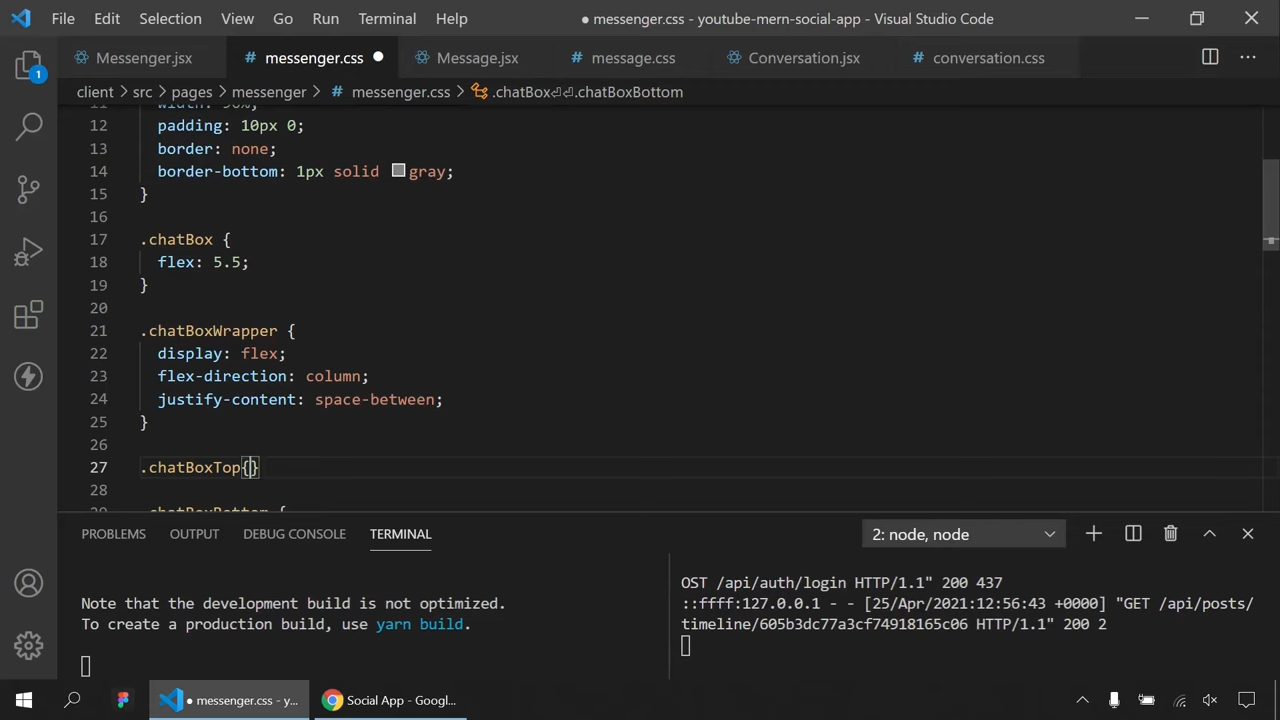 File Edit Selection View Go Run Terminal Help
● messenger.css - youtube-mern-social-app - Visual Studio Code
Messenger.jsx
# messenger.css ●
Message.jsx
# message.css
Conversation.jsx
# conversation.css
client > src > pages > messenger > # messenger.css > .chatBox⏎⏎.chatBoxBottom
1
11 width: 90%;
12 padding: 10px 0;
13 border: none;
14 border-bottom: 1px solid gray;
15 }
16
17 .chatBox {
18 flex: 5.5;
19 }
20
21 .chatBoxWrapper {
22 display: flex;
23 flex-direction: column;
24 justify-content: space-between;
25 }
26
27 .chatBoxTop{}
28
29 .chatBoxBottom {
PROBLEMS OUTPUT DEBUG CONSOLE TERMINAL
2: node, node
Note that the development build is not optimized.
To create a production build, use yarn build.
OST /api/auth/login HTTP/1.1" 200 437
::ffff:127.0.0.1 - - [25/Apr/2021:12:56:43 +0000] "GET /api/posts/
timeline/605b3dc77a3cf74918165c06 HTTP/1.1" 200 2
● messenger.css - y...
Social App - Googl...